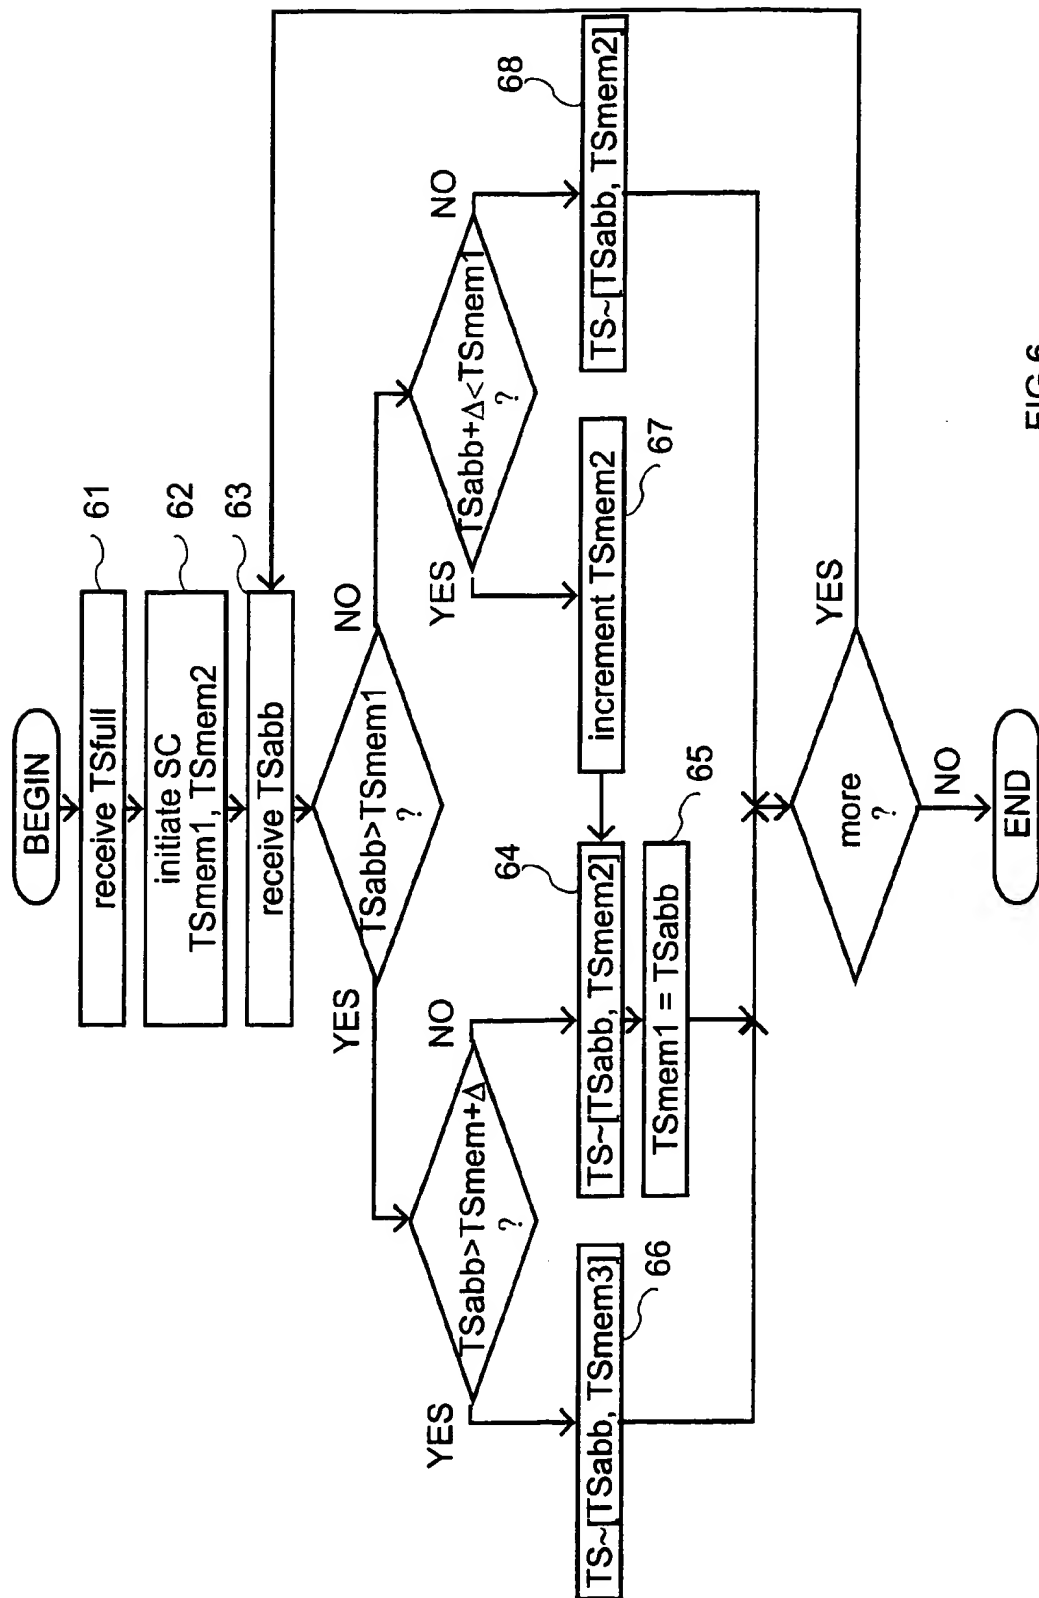 BEGIN
receive TSfull
61
initiate SC
TSmem1, TSmem2
62
receive TSabb
63
TSabb>TSmem1
?
YES
NO
TSabb>TSmem+Δ
?
YES
NO
TSabb+Δ<TSmem1
?
YES
NO
TS~[TSabb, TSmem3]
66
TS~[TSabb, TSmem2]
64
TSmem1 = TSabb
65
increment TSmem2
67
TS~[TSabb, TSmem2]
68
more
?
YES
NO
END
FIG 6